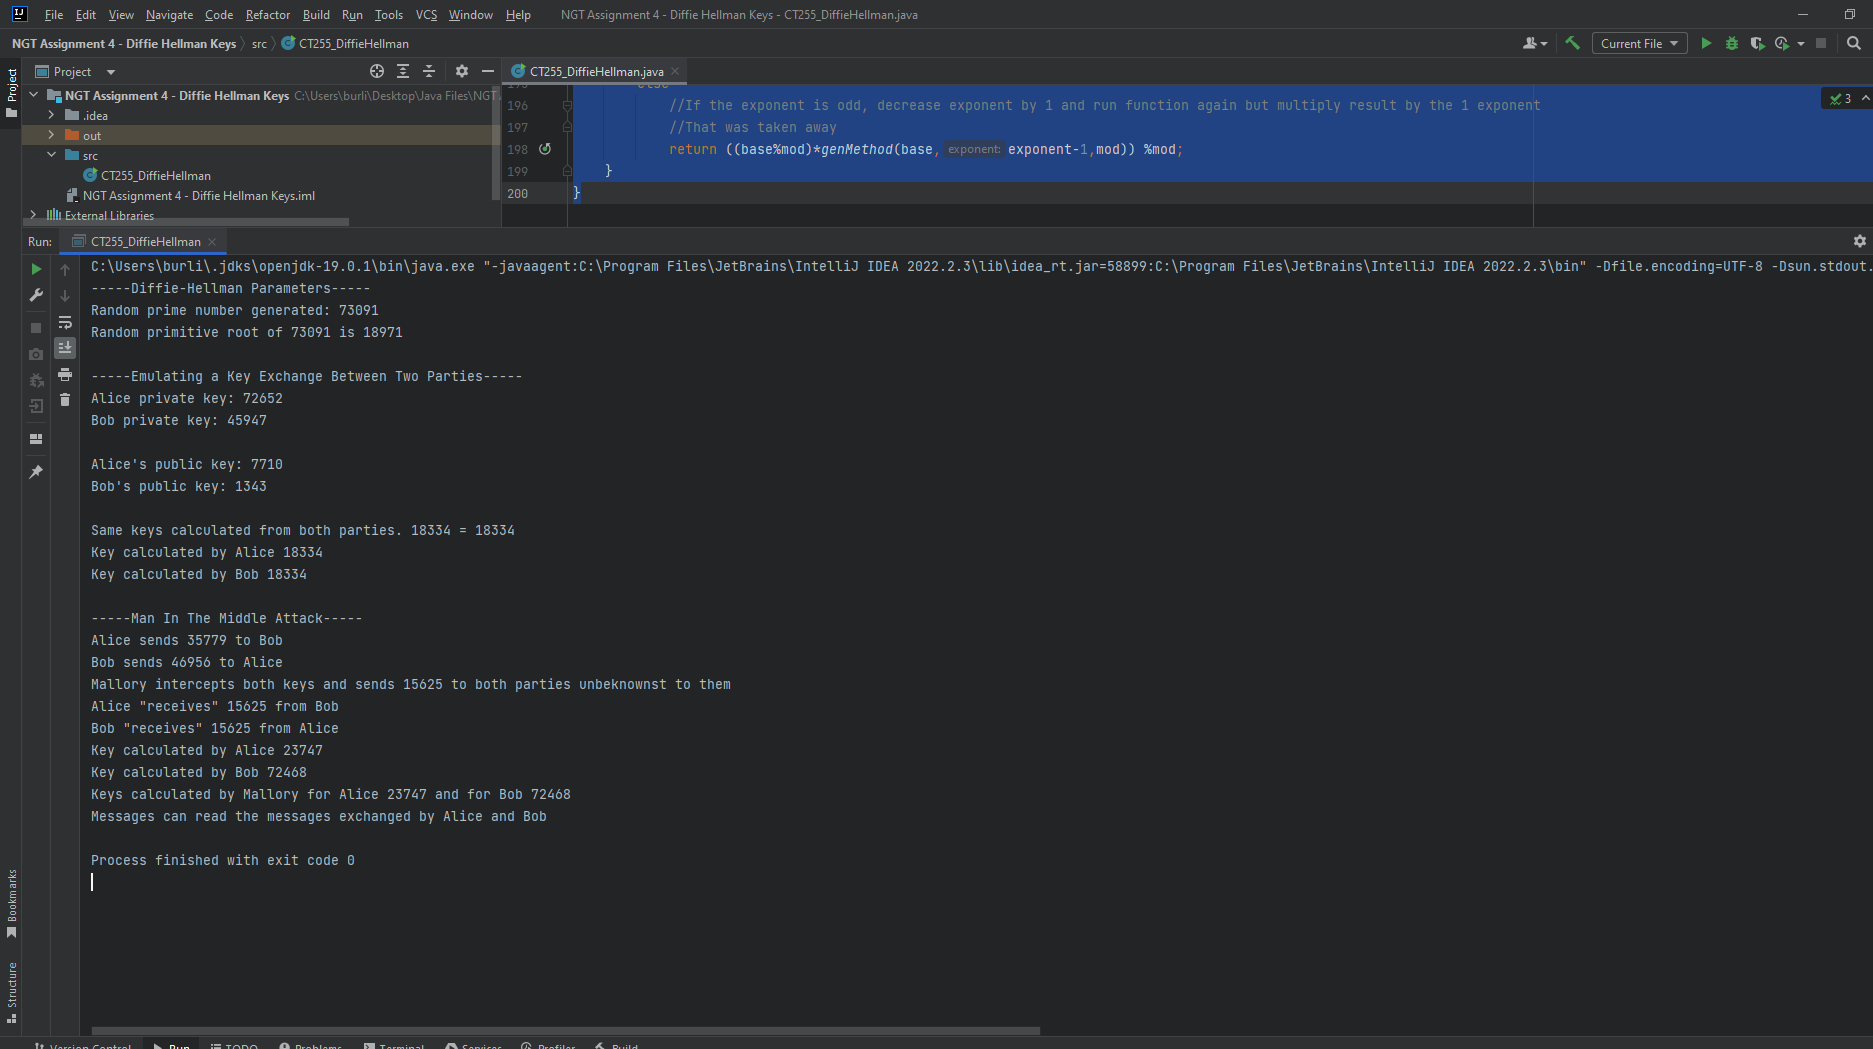 File Edit View Navigate Code Refactor Build Run Tools VCS Window Help NGT Assignment 4 - Diffie Hellman Keys - CT255_DiffieHellman.java
NGT Assignment 4 - Diffie Hellman Keys src CT255_DiffieHellman Current File
Project CT255_DiffieHellman.java
Project
NGT Assignment 4 - Diffie Hellman Keys C:\Users\burli\Desktop\Java Files\NGT
.idea
out
src
CT255_DiffieHellman
NGT Assignment 4 - Diffie Hellman Keys.iml
External Libraries
195 else
196 //If the exponent is odd, decrease exponent by 1 and run function again but multiply result by the 1 exponent
197 //That was taken away
198 return ((base%mod)*genMethod(base, exponent: exponent-1,mod)) %mod;
199 }
200 }
3
Run: CT255_DiffieHellman
C:\Users\burli\.jdks\openjdk-19.0.1\bin\java.exe "-javaagent:C:\Program Files\JetBrains\IntelliJ IDEA 2022.2.3\lib\idea_rt.jar=58899:C:\Program Files\JetBrains\IntelliJ IDEA 2022.2.3\bin" -Dfile.encoding=UTF-8 -Dsun.stdout.
-----Diffie-Hellman Parameters-----
Random prime number generated: 73091
Random primitive root of 73091 is 18971
-----Emulating a Key Exchange Between Two Parties-----
Alice private key: 72652
Bob private key: 45947
Alice's public key: 7710
Bob's public key: 1343
Same keys calculated from both parties. 18334 = 18334
Key calculated by Alice 18334
Key calculated by Bob 18334
-----Man In The Middle Attack-----
Alice sends 35779 to Bob
Bob sends 46956 to Alice
Mallory intercepts both keys and sends 15625 to both parties unbeknownst to them
Alice "receives" 15625 from Bob
Bob "receives" 15625 from Alice
Key calculated by Alice 23747
Key calculated by Bob 72468
Keys calculated by Mallory for Alice 23747 and for Bob 72468
Messages can read the messages exchanged by Alice and Bob
Process finished with exit code 0
Bookmarks
Structure
Version Control Run TODO Problems Terminal Services Profiler Build